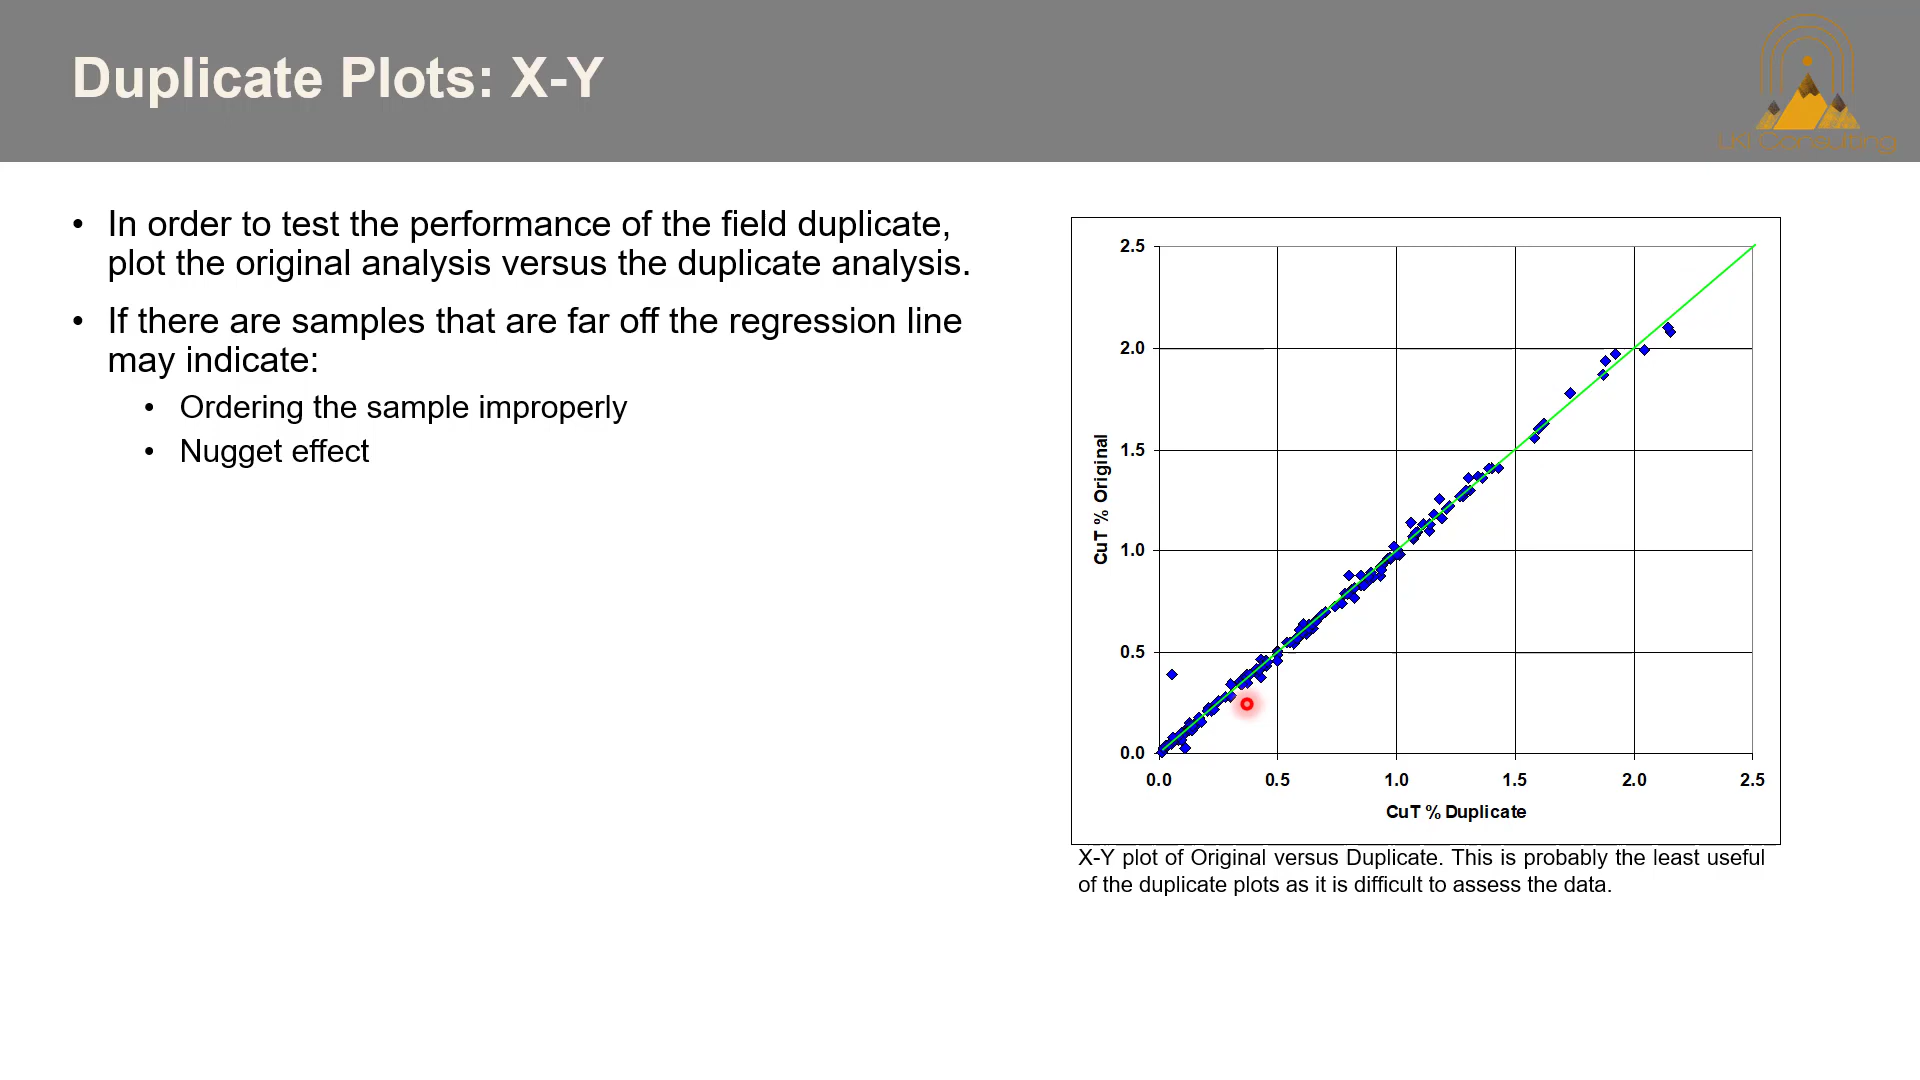 Duplicate Plots: X-Y
LKI Consulting
• In order to test the performance of the field duplicate,
plot the original analysis versus the duplicate analysis.
• If there are samples that are far off the regression line
may indicate:
• Ordering the sample improperly
• Nugget effect
2.5
2.0
1.5
1.0
0.5
0.0
CuT % Original
0.0 0.5 1.0 1.5 2.0 2.5
CuT % Duplicate
X-Y plot of Original versus Duplicate. This is probably the least useful
of the duplicate plots as it is difficult to assess the data.